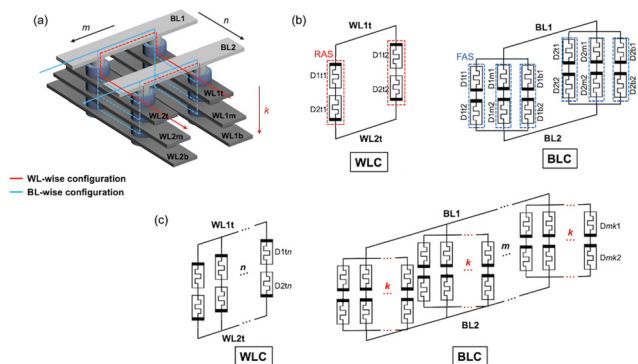 (a)
m
n
BL1
BL2
WL1t
WL1m
WL1b
WL2t
WL2m
WL2b
k
WL-wise configuration
BL-wise configuration
(b)
WL1t
RAS
D1t1
D2t1
D1t2
D2t2
WL2t
WLC
BL1
FAS
D1t1
D1t2
D1m1
D1m2
D1b1
D1b2
D2t1
D2t2
D2m1
D2m2
D2b1
D2b2
BL2
BLC
(c)
WL1t
n
...
D1tn
D2tn
WL2t
WLC
BL1
k
...
k
...
m
...
k
...
Dmk1
Dmk2
BL2
BLC